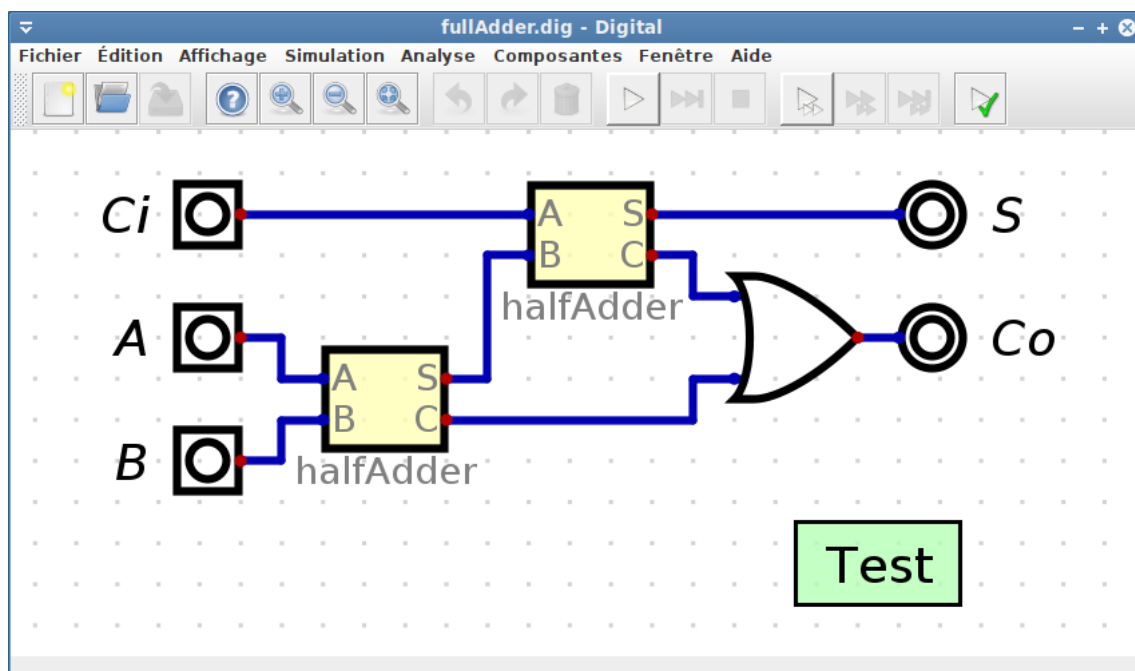 fullAdder.dig - Digital
Fichier Édition Affichage Simulation Analyse Composantes Fenêtre Aide
Ci
A S
B C
halfAdder
S
A
A S
B C
halfAdder
Co
B
Test